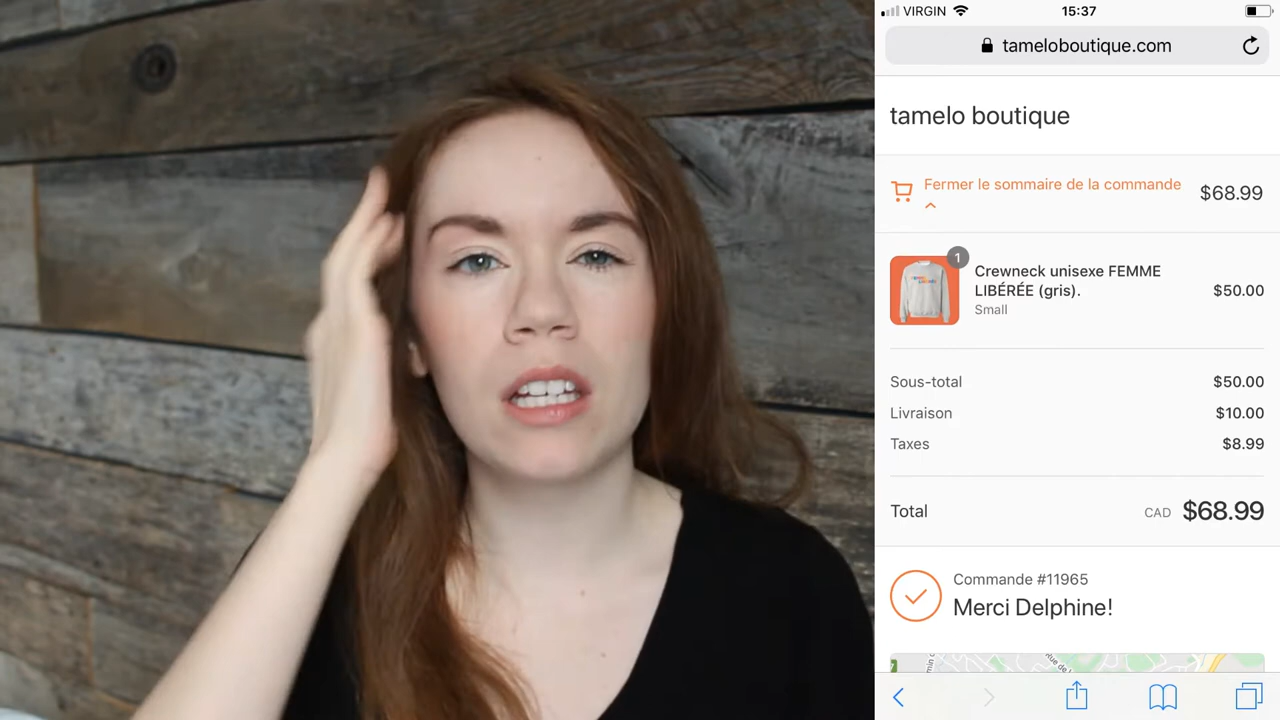 VIRGIN
15:37
tameloboutique.com
tamelo boutique
Fermer le sommaire de la commande
$68.99
1
Crewneck unisexe FEMME
LIBÉRÉE (gris).
$50.00
Small
Sous-total
$50.00
Livraison
$10.00
Taxes
$8.99
Total
CAD $68.99
Commande #11965
Merci Delphine!